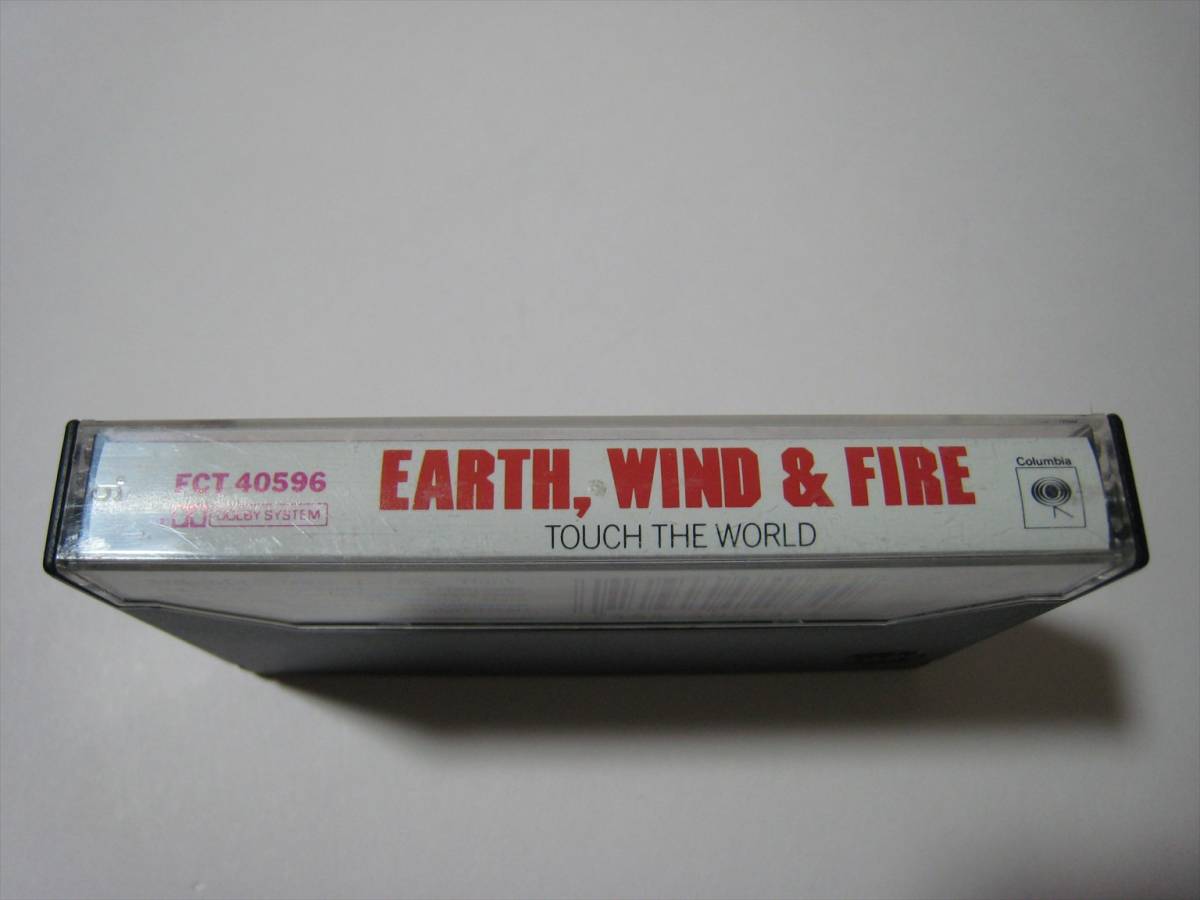 FCT 40596
DOLBY SYSTEM
EARTH, WIND & FIRE
TOUCH THE WORLD
Columbia